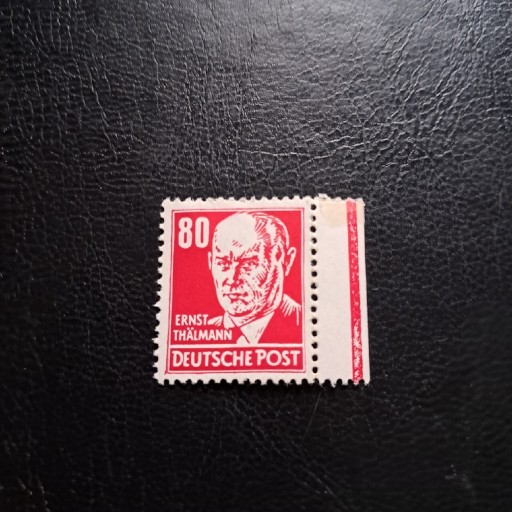 80
ERNST
THÄLMANN
DEUTSCHE POST